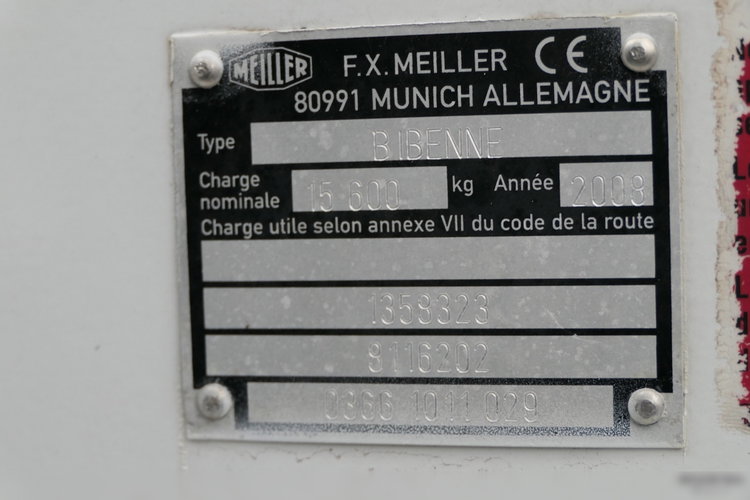 MEILLER F.X. MEILLER CE
80991 MUNICH ALLEMAGNE
Type BIBENNE
Charge nominale 15 600 kg Année 2008
Charge utile selon annexe VII du code de la route
1358323
8116202
0366 1011 029